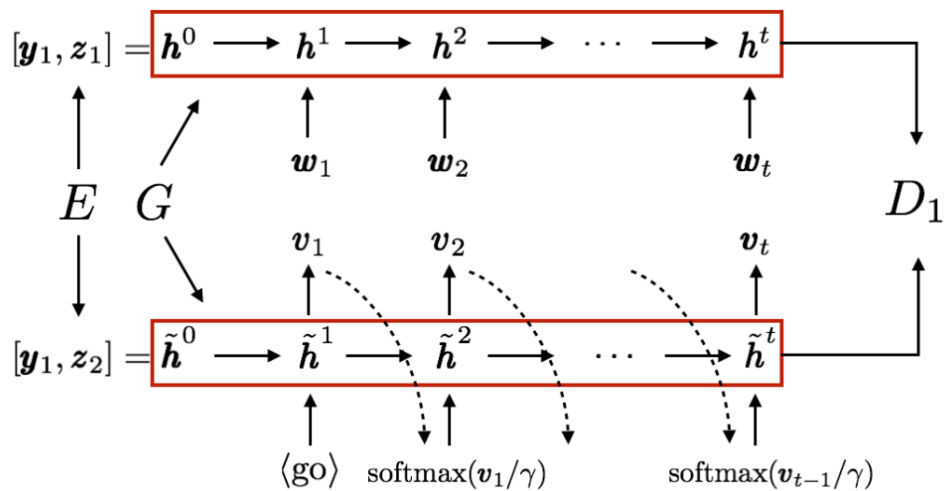 [y₁, z₁] = h⁰ → h¹ → h² → ⋯ → hᵗ
w₁ w₂ wₜ
E G D₁
v₁ v₂ vₜ
[y₁, z₂] = h̃⁰ → h̃¹ → h̃² → ⋯ → h̃ᵗ
⟨go⟩ softmax(v₁/γ) softmax(vₜ₋₁/γ)